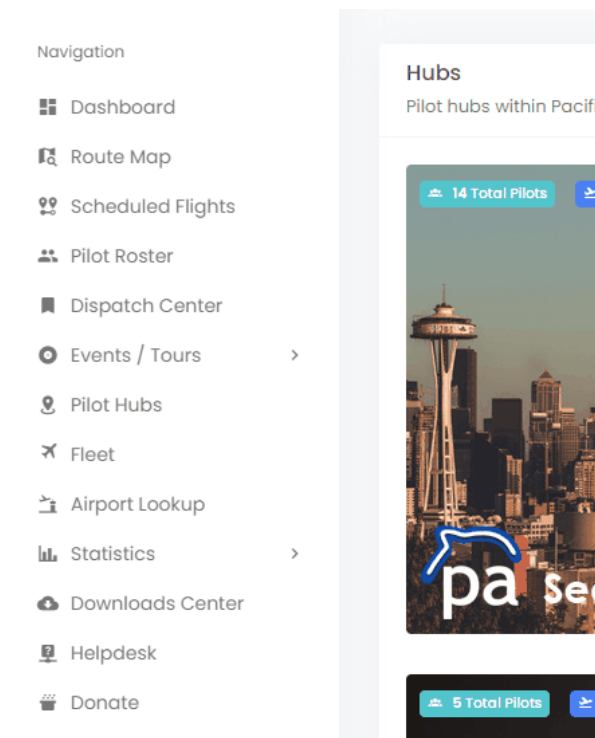 Navigation
Dashboard
Route Map
Scheduled Flights
Pilot Roster
Dispatch Center
Events / Tours
Pilot Hubs
Fleet
Airport Lookup
Statistics
Downloads Center
Helpdesk
Donate
Hubs
Pilot hubs within
14 Total Pilots
pa
5 Total Pilots